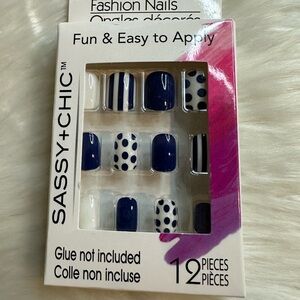 Fashion Nails
Ongles décorés
Fun & Easy to Apply
SASSY+CHIC™
Glue not included
Colle non incluse
12 PIECES
PIÈCES